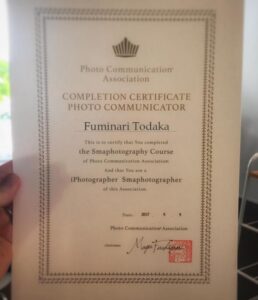 Photo Communication
Association
COMPLETION CERTIFICATE
PHOTO COMMUNICATOR
Fuminari Todaka
This is to certify that You completed
the Smaphotography Course
of Photo Communication Association
And that You are a
iPhotographer Smaphotographer
of this Association.
Date: 2017
Photo Communication Association
chairman